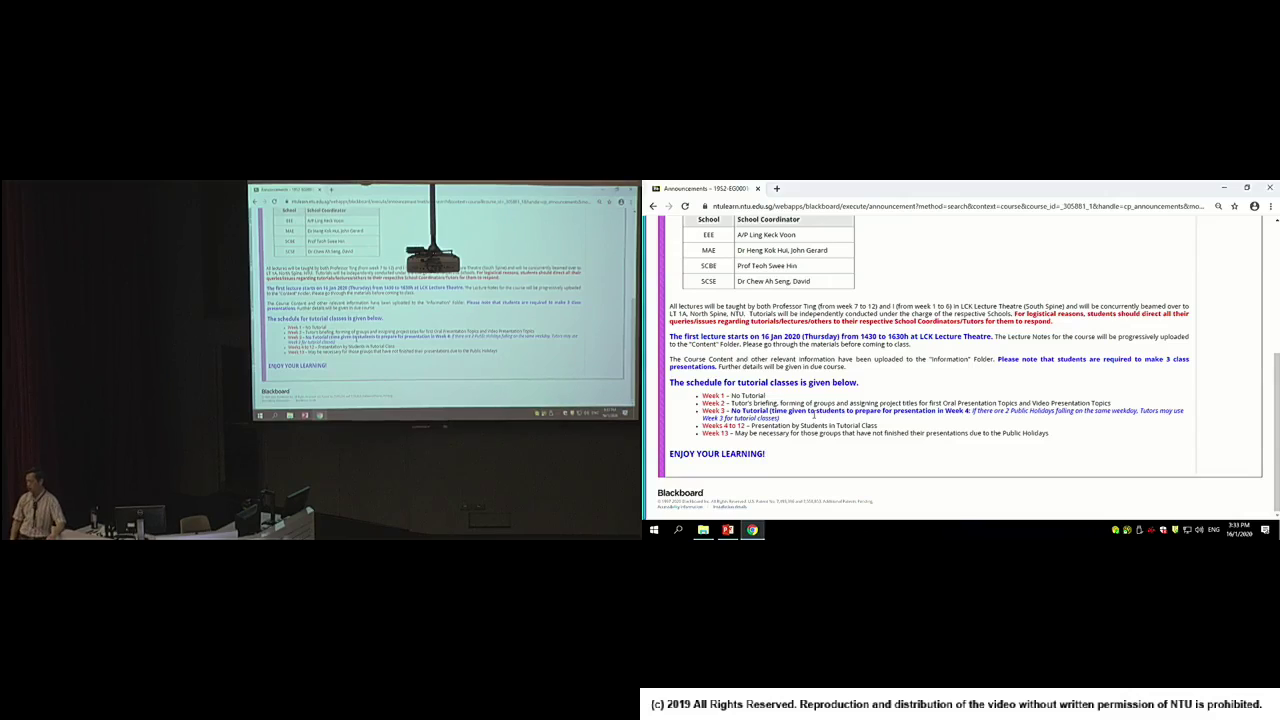 Announcements – 19S2-EG0001
ntulearn.ntu.edu.sg/webapps/blackboard/execute/announcement?method=search&context=course&course_id=_305881_1&handle=cp_announcements&mo...
School School Coordinator
EEE A/P Ling Keck Voon
MAE Dr Heng Kok Hui, John Gerard
SCBE Prof Teoh Swee Hin
SCSE Dr Chew Ah Seng, David
All lectures will be taught by both Professor Ting (from week 7 to 12) and I (from week 1 to 6) in LCK Lecture Theatre (South Spine) and will be concurrently beamed over to
LT 1A, North Spine, NTU. Tutorials will be independently conducted under the charge of the respective Schools. For logistical reasons, students should direct all their
queries/issues regarding tutorials/lectures/others to their respective School Coordinators/Tutors for them to respond.
The first lecture starts on 16 Jan 2020 (Thursday) from 1430 to 1630h at LCK Lecture Theatre. The Lecture Notes for the course will be progressively uploaded
to the "Content" Folder. Please go through the materials before coming to class.
The Course Content and other relevant information have been uploaded to the "Information" Folder. Please note that students are required to make 3 class
presentations. Further details will be given in due course.
The schedule for tutorial classes is given below.
• Week 1 – No Tutorial
• Week 2 – Tutor's briefing, forming of groups and assigning project titles for first Oral Presentation Topics and Video Presentation Topics
• Week 3 – No Tutorial (time given to students to prepare for presentation in Week 4; if there are 2 Public Holidays falling on the same weekday, Tutors may use
Week 3 for tutorial classes)
• Weeks 4 to 12 – Presentation by Students in Tutorial Class
• Week 13 – May be necessary for those groups that have not finished their presentations due to the Public Holidays
ENJOY YOUR LEARNING!
Blackboard
ENG
3:33 PM
16/1/2020
(c) 2019 All Rights Reserved. Reproduction and distribution of the video without written permission of NTU is prohibited.